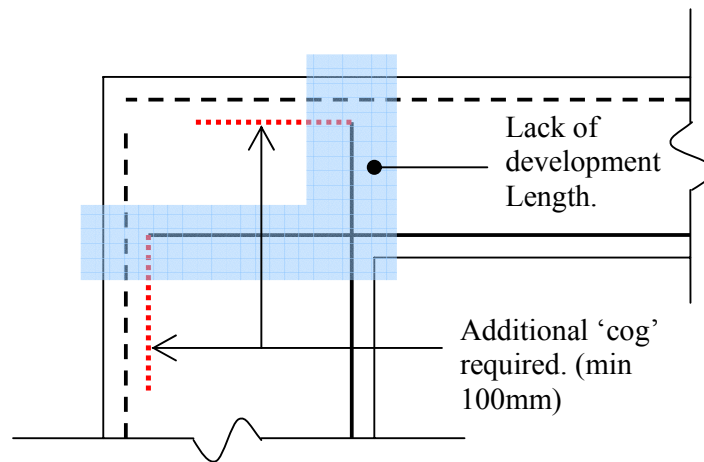 Lack of
development
Length.
Additional ‘cog’
required. (min
100mm)